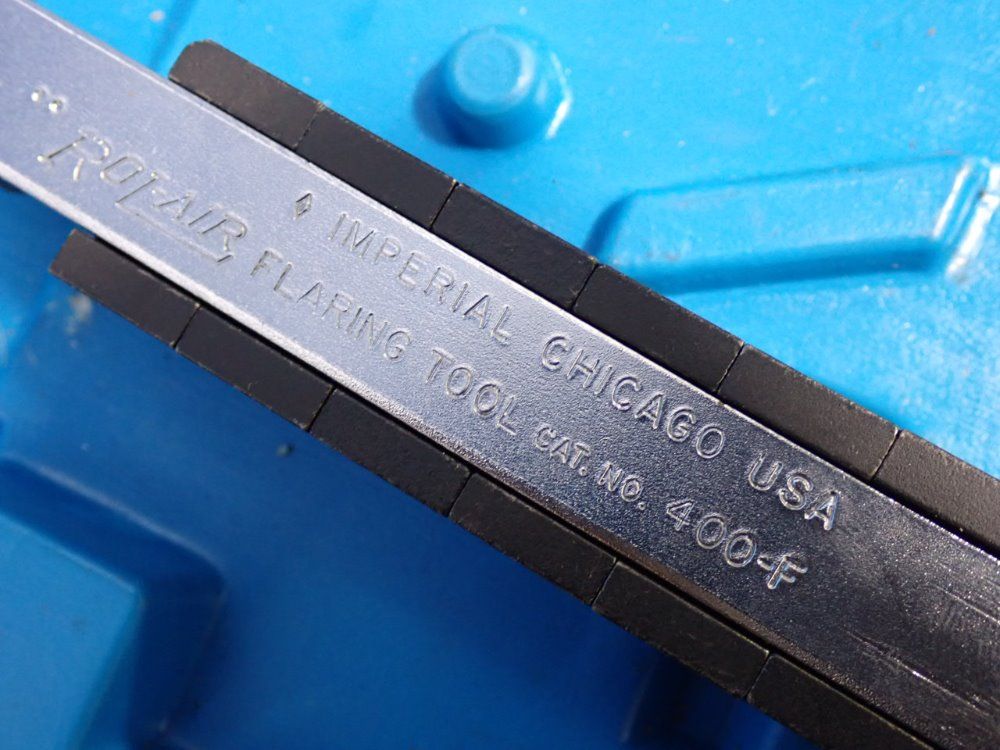 ◊ IMPERIAL CHICAGO USA
"ROL-AIR FLARING TOOL CAT. NO. 400-F